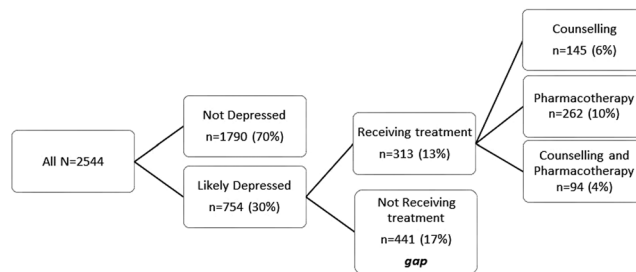 All N=2544
Not Depressed
n=1790 (70%)
Likely Depressed
n=754 (30%)
Receiving treatment
n=313 (13%)
Not Receiving
treatment
n=441 (17%)
gap
Counselling
n=145 (6%)
Pharmacotherapy
n=262 (10%)
Counselling and
Pharmacotherapy
n=94 (4%)